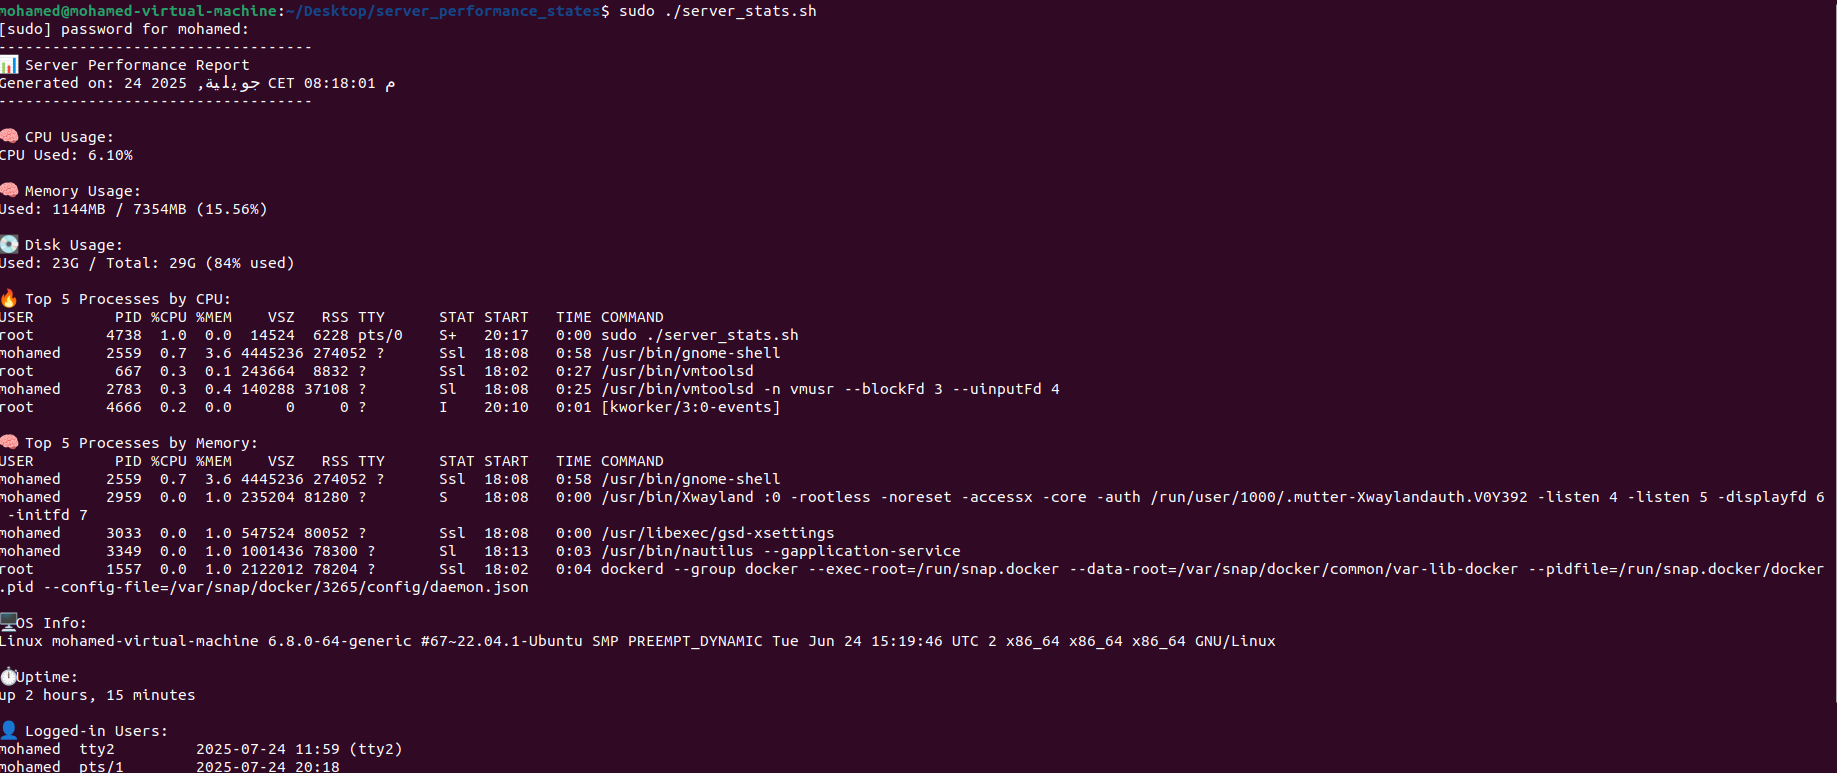 mohamed@mohamed-virtual-machine:~/Desktop/server_performance_states$ sudo ./server_stats.sh
[sudo] password for mohamed:
-----------------------------------
📊 Server Performance Report
Generated on: 24 جويلية, 2025 CET 08:18:01 م
-----------------------------------

🧠 CPU Usage:
CPU Used: 6.10%

🧠 Memory Usage:
Used: 1144MB / 7354MB (15.56%)

💽 Disk Usage:
Used: 23G / Total: 29G (84% used)

🔥 Top 5 Processes by CPU:
USER         PID %CPU %MEM    VSZ   RSS TTY      STAT START   TIME COMMAND
root        4738  1.0  0.0  14524  6228 pts/0    S+   20:17   0:00 sudo ./server_stats.sh
mohamed     2559  0.7  3.6 4445236 274052 ?      Ssl  18:08   0:58 /usr/bin/gnome-shell
root         667  0.3  0.1 243664  8832 ?        Ssl  18:02   0:27 /usr/bin/vmtoolsd
mohamed     2783  0.3  0.4 140288 37108 ?        Sl   18:08   0:25 /usr/bin/vmtoolsd -n vmusr --blockFd 3 --uinputFd 4
root        4666  0.2  0.0      0     0 ?        I    20:10   0:01 [kworker/3:0-events]

🧠 Top 5 Processes by Memory:
USER         PID %CPU %MEM    VSZ   RSS TTY      STAT START   TIME COMMAND
mohamed     2559  0.7  3.6 4445236 274052 ?      Ssl  18:08   0:58 /usr/bin/gnome-shell
mohamed     2959  0.0  1.0 235204 81280 ?        S    18:08   0:00 /usr/bin/Xwayland :0 -rootless -noreset -accessx -core -auth /run/user/1000/.mutter-Xwaylandauth.V0Y392 -listen 4 -listen 5 -displayfd 6
 -initfd 7
mohamed     3033  0.0  1.0 547524 80052 ?        Ssl  18:08   0:00 /usr/libexec/gsd-xsettings
mohamed     3349  0.0  1.0 1001436 78300 ?       Sl   18:13   0:03 /usr/bin/nautilus --gapplication-service
root        1557  0.0  1.0 2122012 78204 ?       Ssl  18:02   0:04 dockerd --group docker --exec-root=/run/snap.docker --data-root=/var/snap/docker/common/var-lib-docker --pidfile=/run/snap.docker/docker
.pid --config-file=/var/snap/docker/3265/config/daemon.json

🖥️OS Info:
Linux mohamed-virtual-machine 6.8.0-64-generic #67~22.04.1-Ubuntu SMP PREEMPT_DYNAMIC Tue Jun 24 15:19:46 UTC 2 x86_64 x86_64 x86_64 GNU/Linux

⏱️Uptime:
up 2 hours, 15 minutes

👤 Logged-in Users:
mohamed  tty2         2025-07-24 11:59 (tty2)
mohamed  pts/1        2025-07-24 20:18